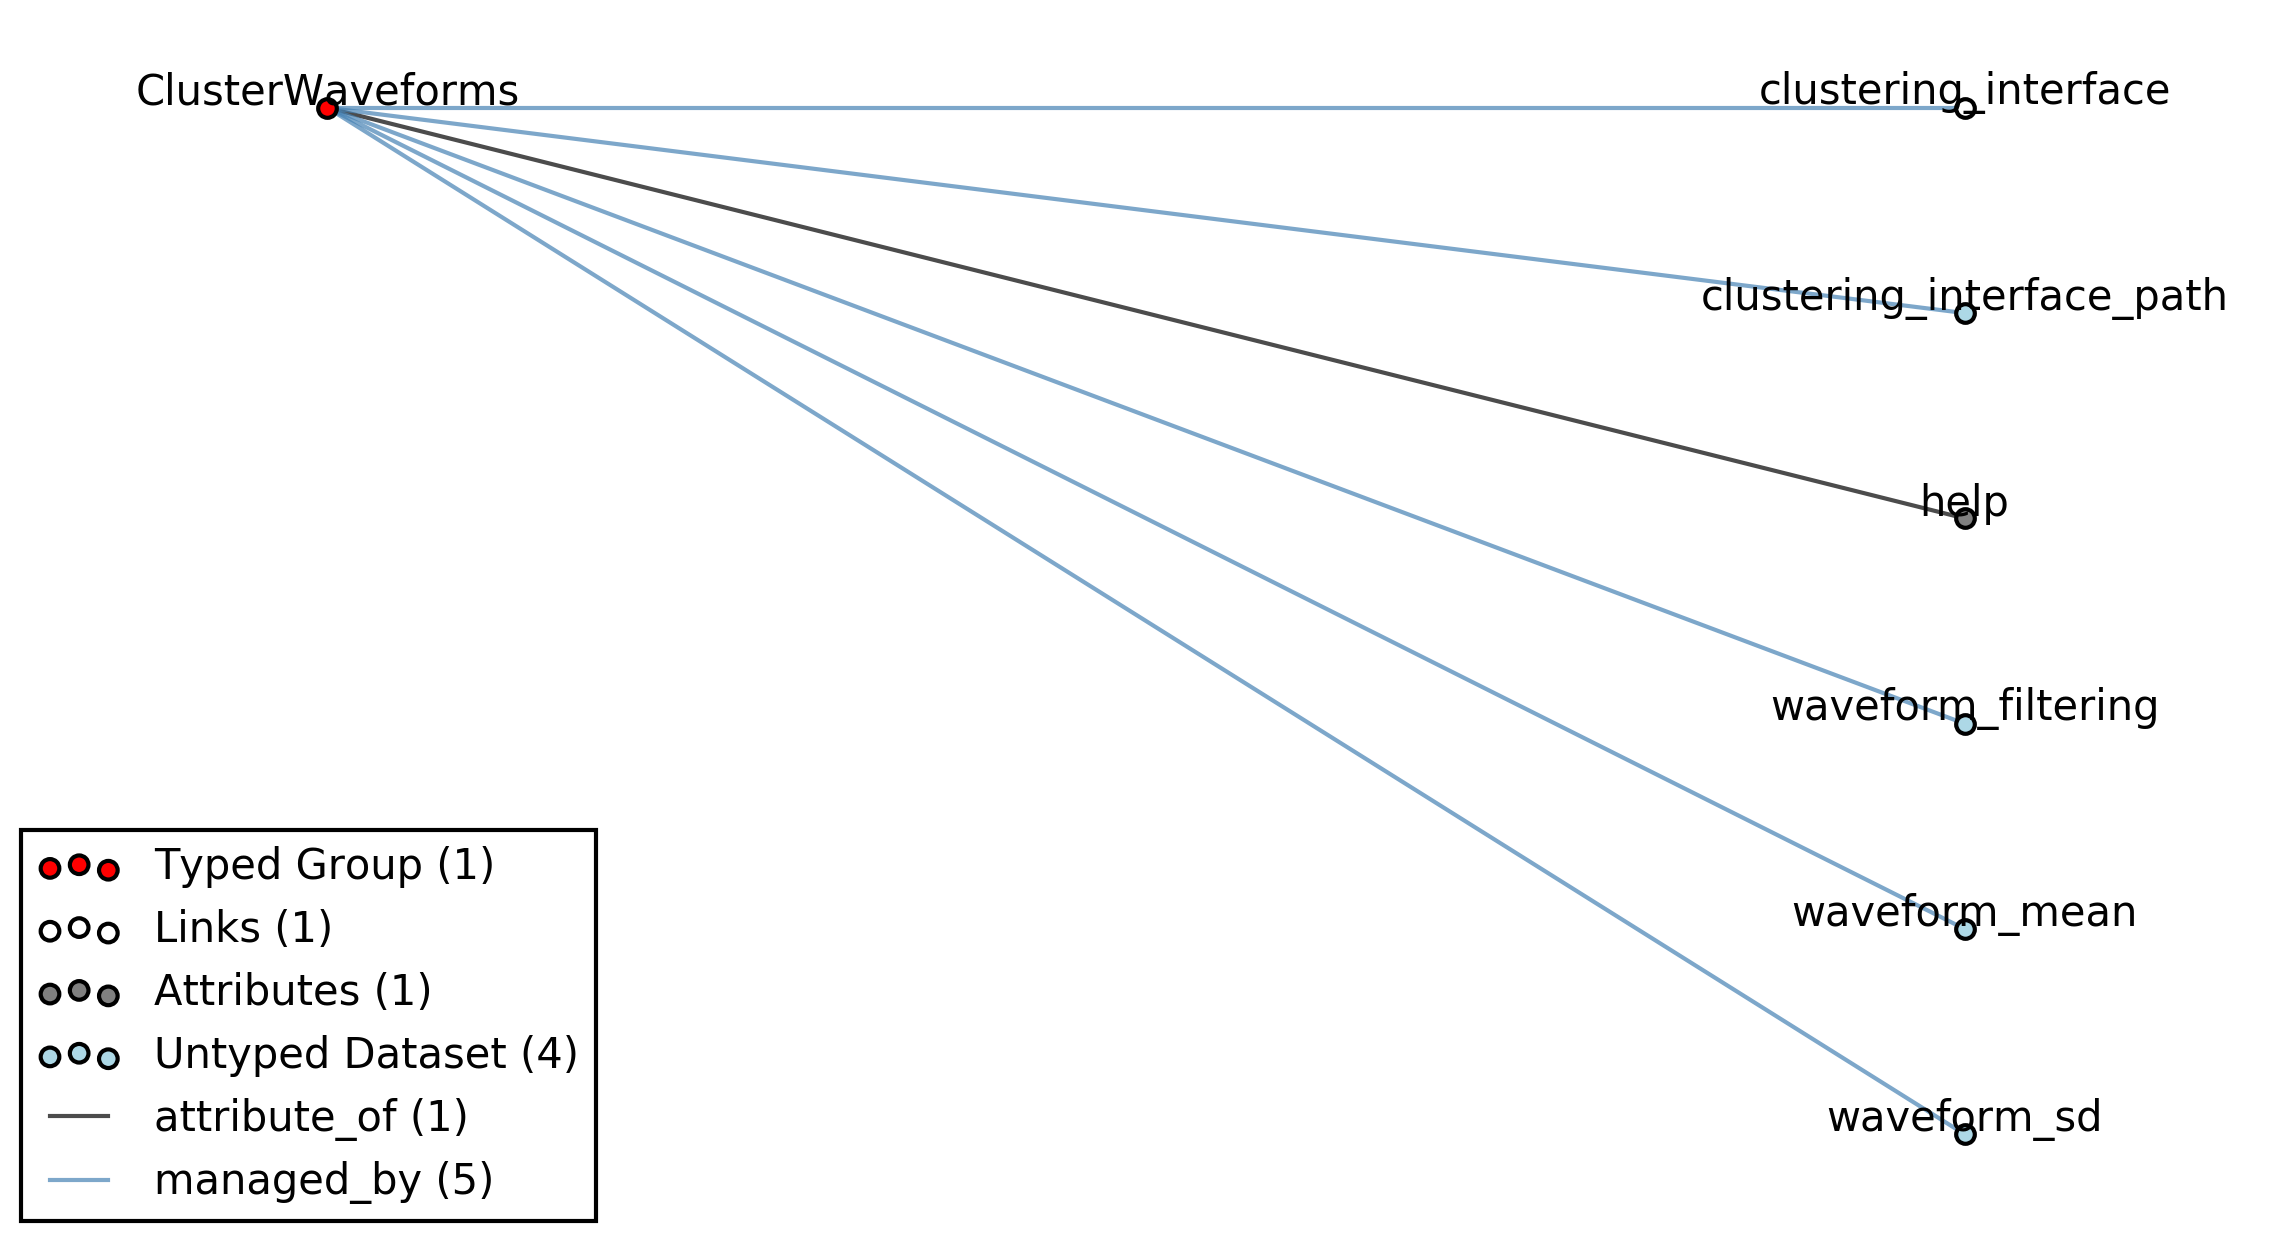 ClusterWaveforms
clustering_interface
clustering_interface_path
help
waveform_filtering
waveform_mean
waveform_sd
Typed Group (1)
Links (1)
Attributes (1)
Untyped Dataset (4)
attribute_of (1)
managed_by (5)